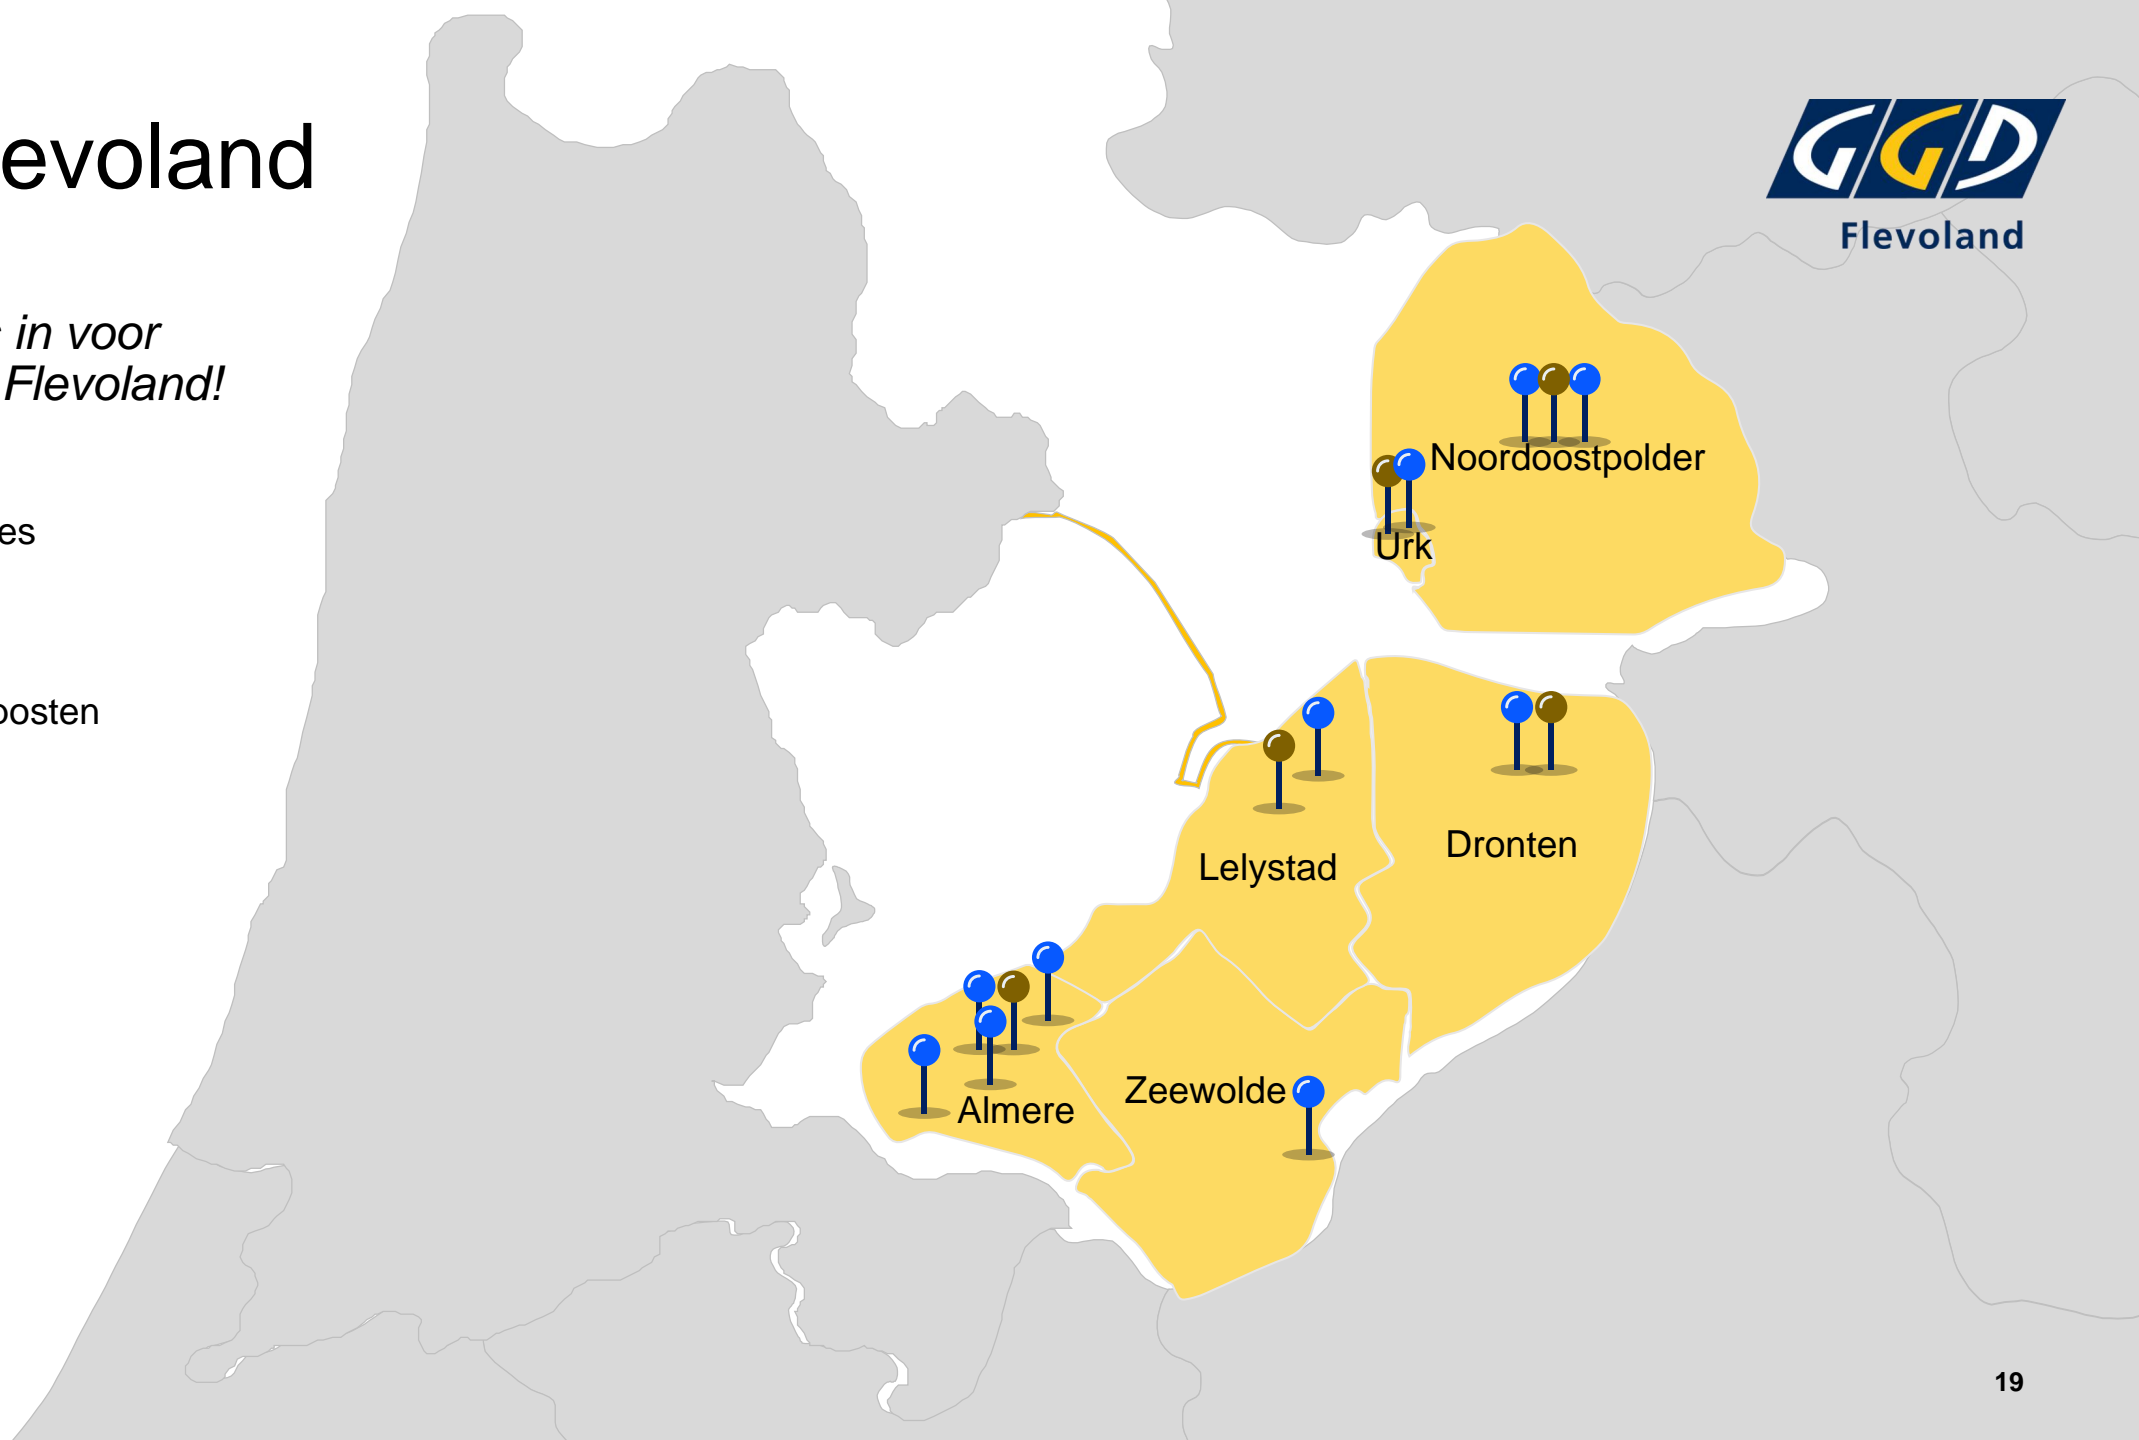 evoland
in voor
Flevoland!
es
oosten
GGD
Flevoland
Noordoostpolder
Urk
Dronten
Lelystad
Zeewolde
Almere
19